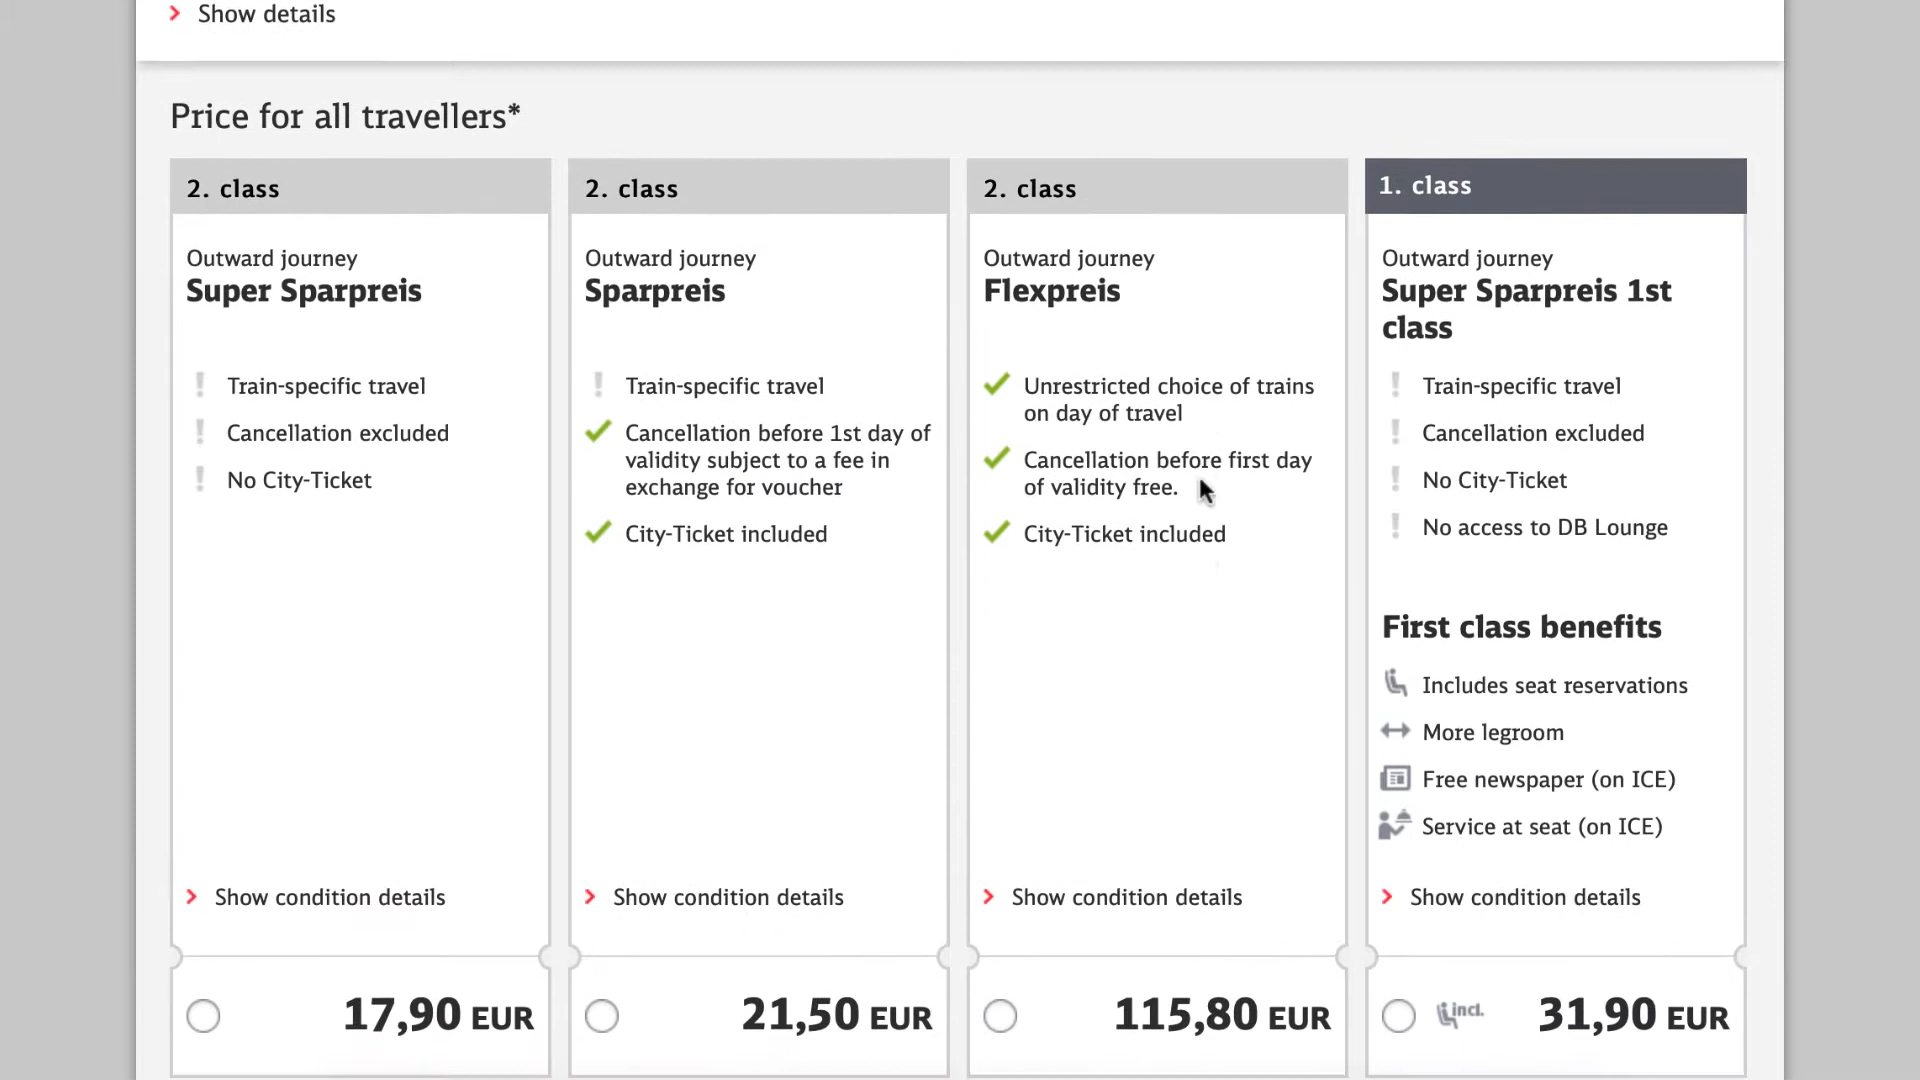 Show details
Price for all travellers*
2. class
Outward journey
Super Sparpreis
Train-specific travel
Cancellation excluded
No City-Ticket
Show condition details
17,90 EUR
2. class
Outward journey
Sparpreis
Train-specific travel
Cancellation before 1st day of
validity subject to a fee in
exchange for voucher
City-Ticket included
Show condition details
21,50 EUR
2. class
Outward journey
Flexpreis
Unrestricted choice of trains
on day of travel
Cancellation before first day
of validity free.
City-Ticket included
Show condition details
115,80 EUR
1. class
Outward journey
Super Sparpreis 1st
class
Train-specific travel
Cancellation excluded
No City-Ticket
No access to DB Lounge
First class benefits
Includes seat reservations
More legroom
Free newspaper (on ICE)
Service at seat (on ICE)
Show condition details
incl. 31,90 EUR